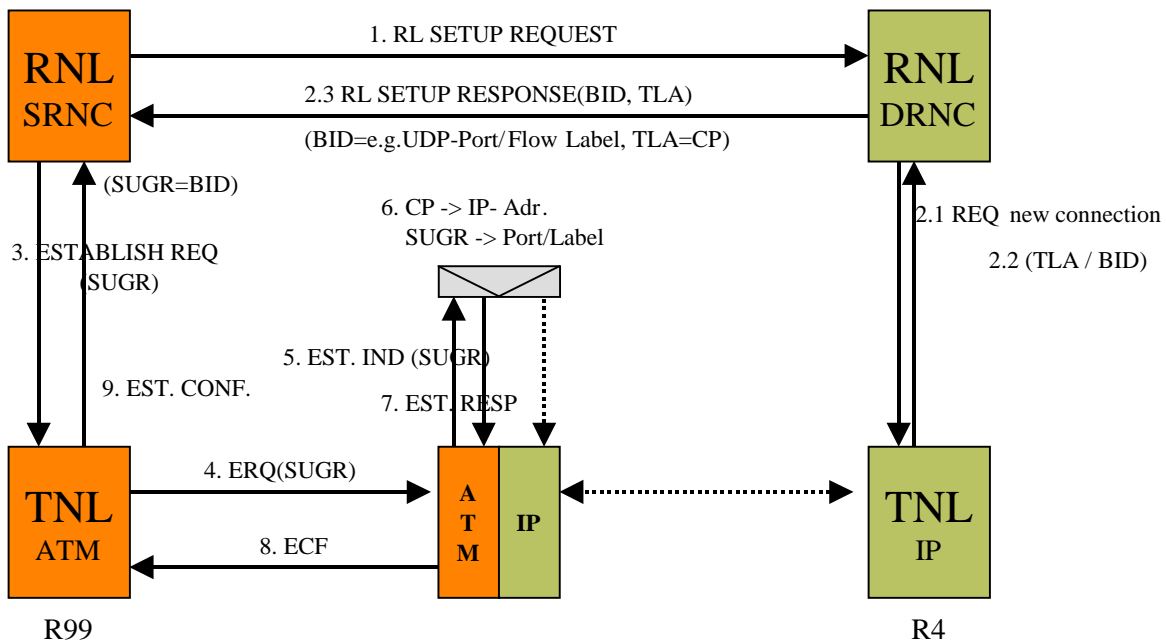 1. RL SETUP REQUEST
RNL
SRNC
RNL
DRNC
2.3 RL SETUP RESPONSE(BID, TLA)
(BID=e.g.UDP-Port/Flow Label, TLA=CP)
(SUGR=BID)
6. CP -> IP- Adr.
SUGR -> Port/Label
2.1 REQ new connection
2.2 (TLA / BID)
3. ESTABLISH REQ
(SUGR)
5. EST. IND (SUGR)
9. EST. CONF.
7. EST. RESP
4. ERQ(SUGR)
TNL
ATM
A
T
M
IP
TNL
IP
8. ECF
R99
R4